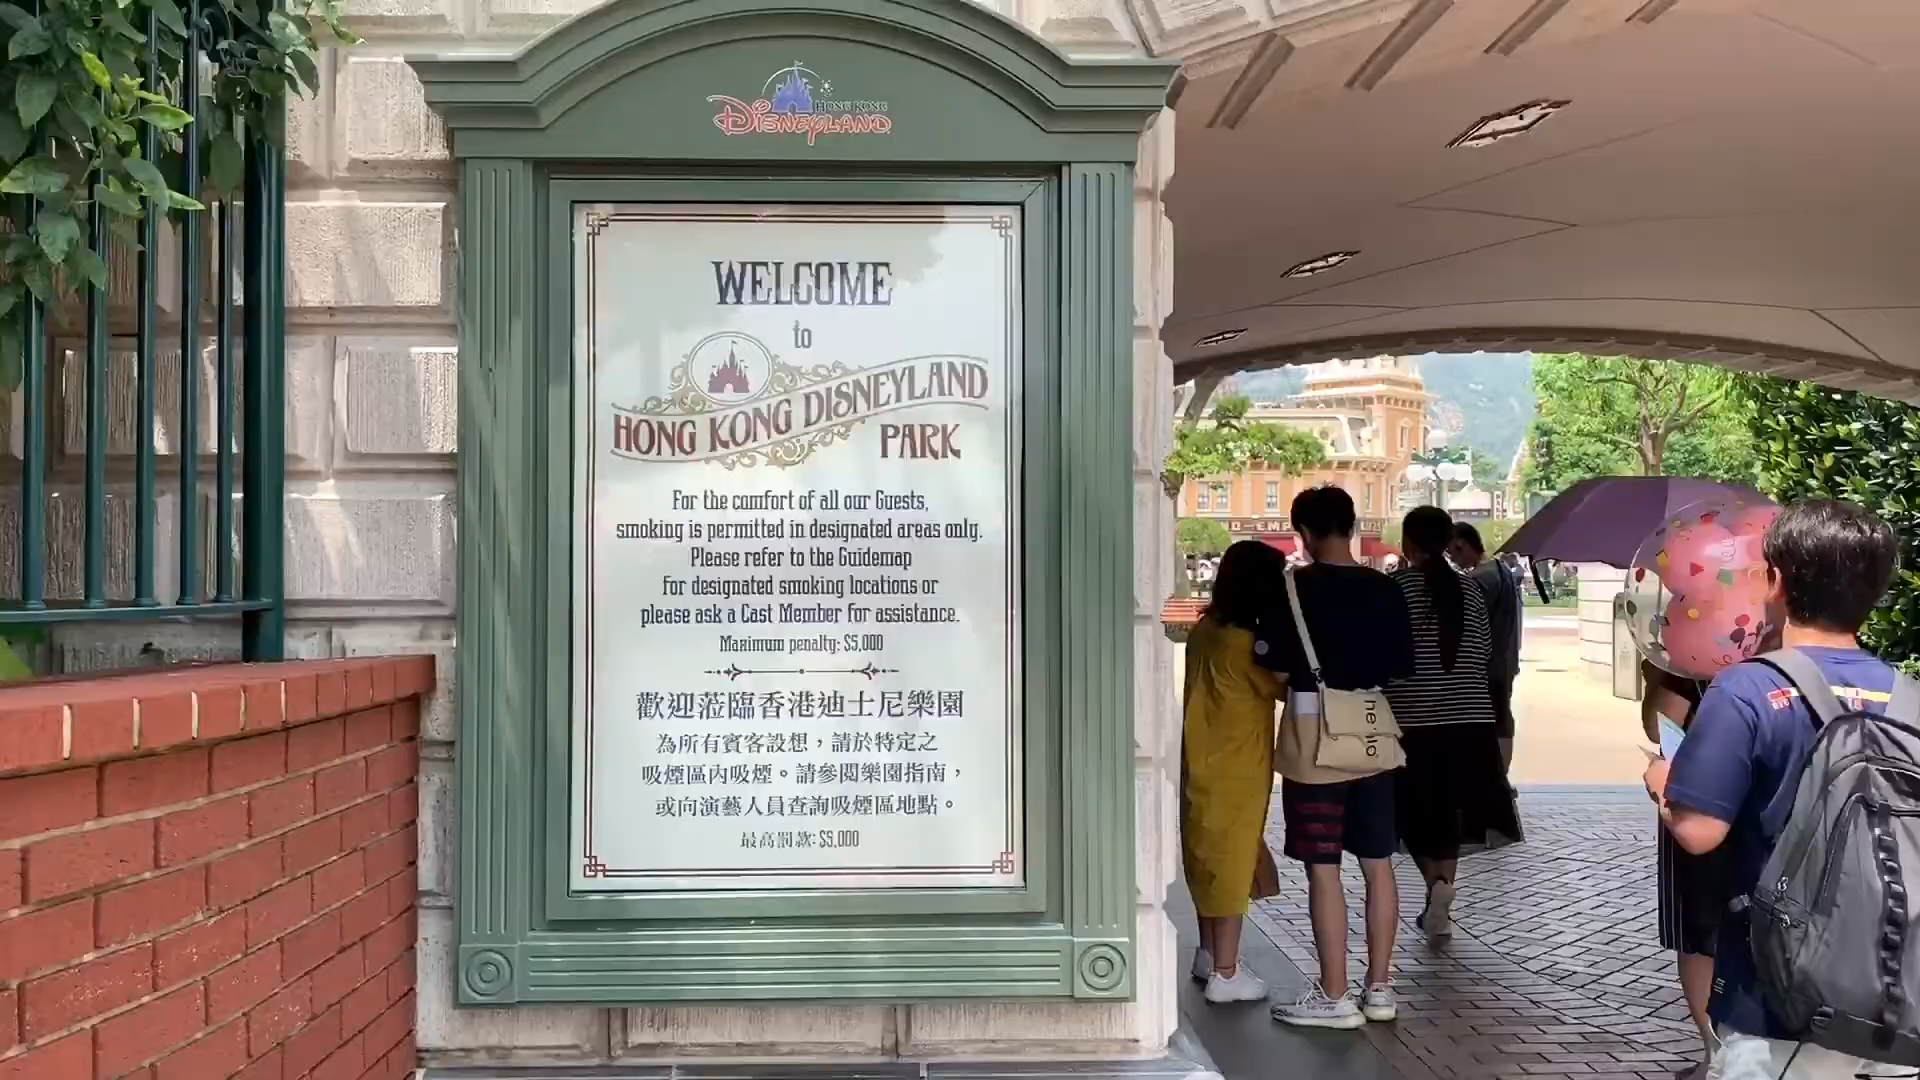 HONG KONG
DISNEYLAND
WELCOME
to
HONG KONG DISNEYLAND
PARK
For the comfort of all our Guests,
smoking is permitted in designated areas only.
Please refer to the Guidemap
for designated smoking locations or
please ask a Cast Member for assistance.
Maximum penalty: $5,000
歡迎蒞臨香港迪士尼樂園
為所有賓客設想，請於特定之
吸煙區內吸煙。請參閱樂園指南，
或向演藝人員查詢吸煙區地點。
最高罰款: $5,000